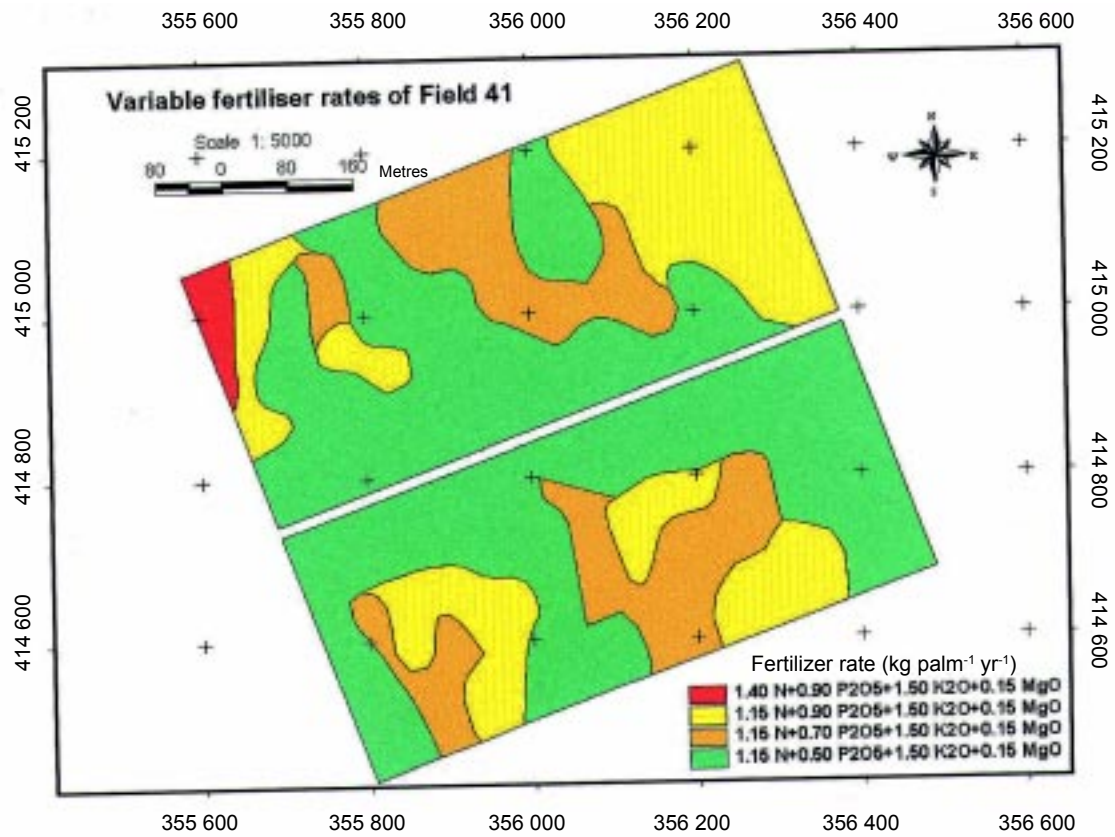 355 600 355 800 356 000 356 200 356 400 356 600
Variable fertiliser rates of Field 41
Scale 1: 5000
80 0 80 160 Metres
N
W E
S
415 200
415 000
414 800
414 600
415 200
415 000
414 800
414 600
Fertilizer rate (kg palm⁻¹ yr⁻¹)
1.40 N+0.90 P2O5+1.50 K2O+0.15 MgO
1.15 N+0.90 P2O5+1.50 K2O+0.15 MgO
1.15 N+0.70 P2O5+1.50 K2O+0.15 MgO
1.15 N+0.50 P2O5+1.50 K2O+0.15 MgO
355 600 355 800 356 000 356 200 356 400 356 600